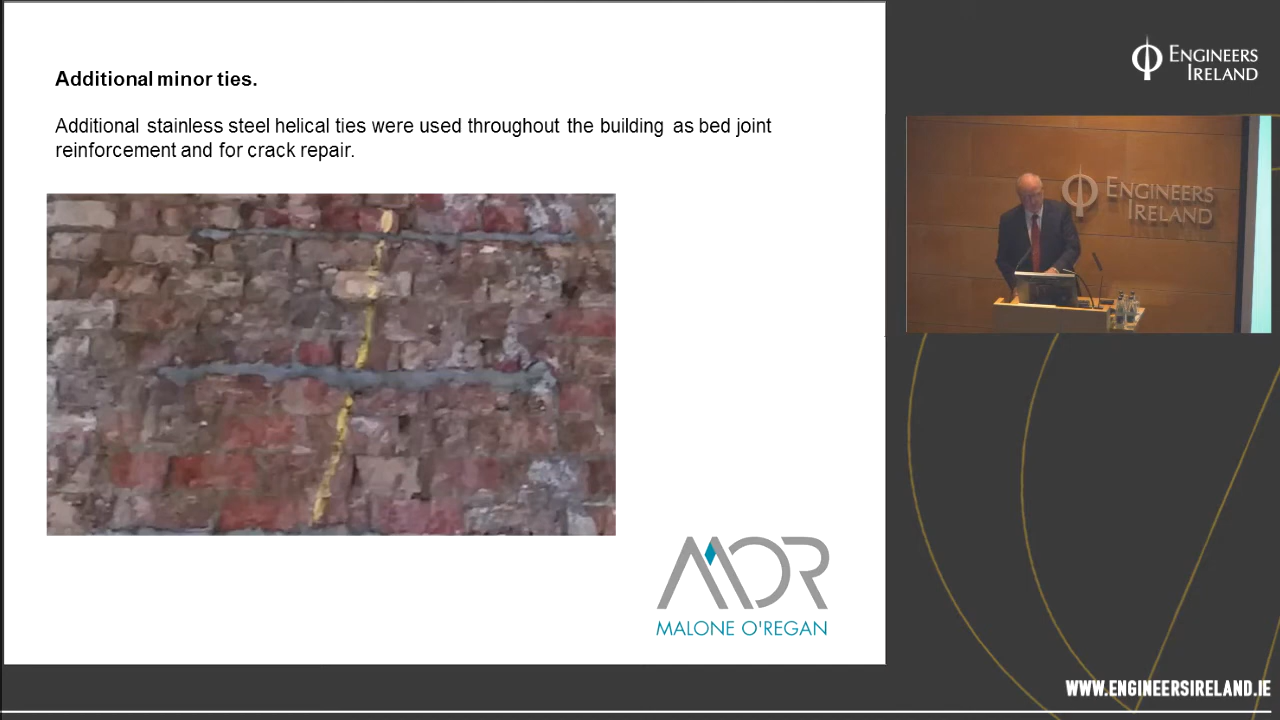 Additional minor ties.
Additional stainless steel helical ties were used throughout the building as bed joint
reinforcement and for crack repair.
MOR
MALONE O'REGAN
ENGINEERS
IRELAND
ENGINEERS
IRELAND
WWW.ENGINEERSIRELAND.IE